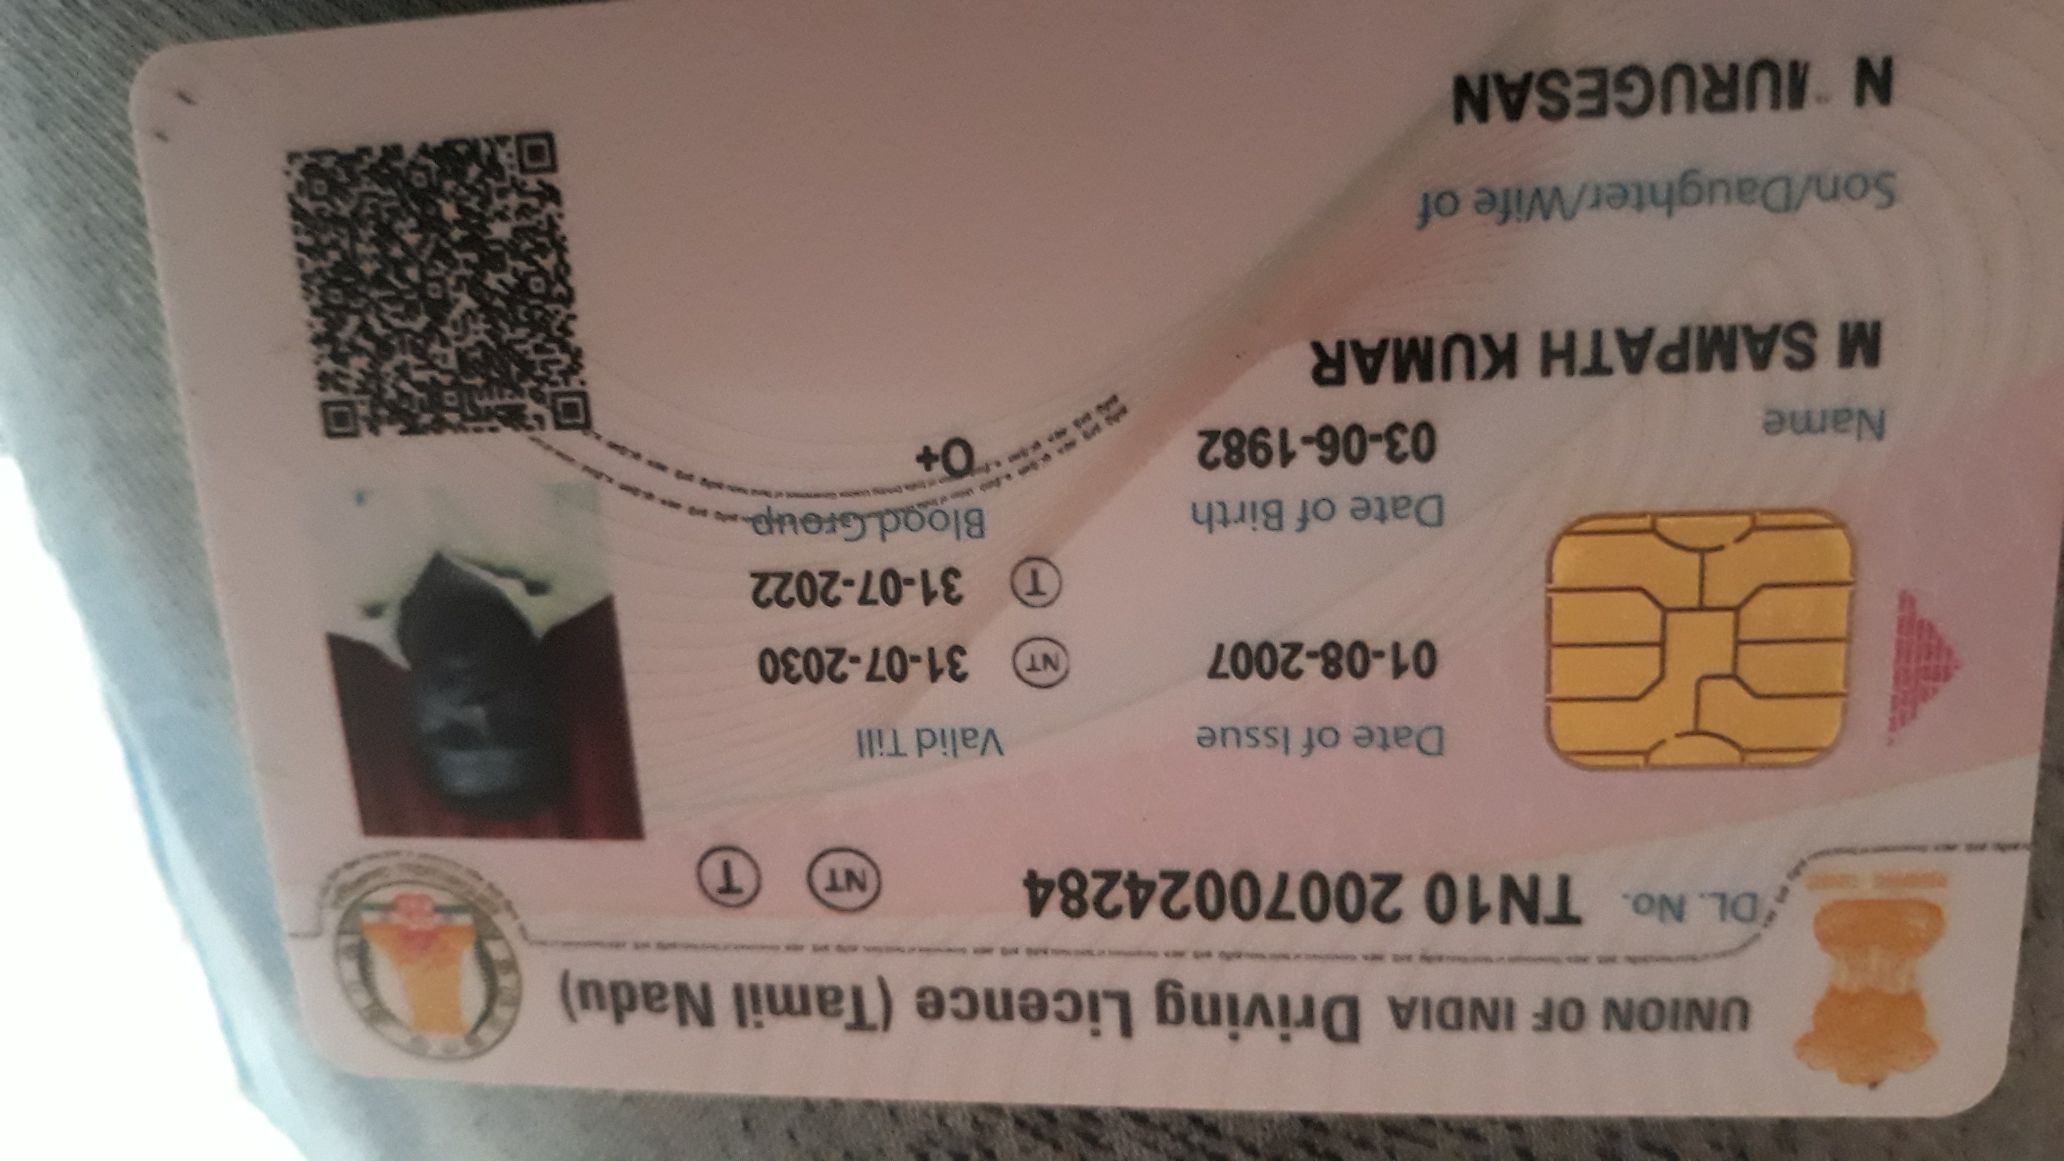 UNION OF INDIA Driving Licence (Tamil Nadu)
DL. No. TN10 20070024284 NT T
Date of Issue Valid Till
01-08-2007 NT 31-07-2030
T 31-07-2022
Date of Birth Blood Group
03-06-1982 O+
Name
M SAMPATH KUMAR
Son/Daughter/Wife of
N